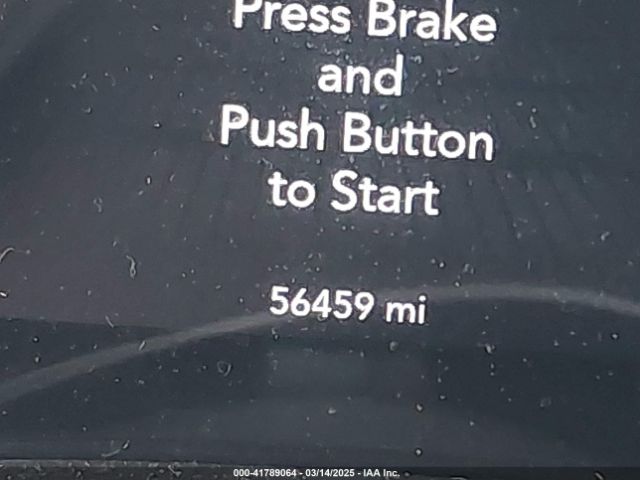 Press Brake
and
Push Button
to Start
56459 mi
000-41789064 - 03/14/2025 - IAA Inc.